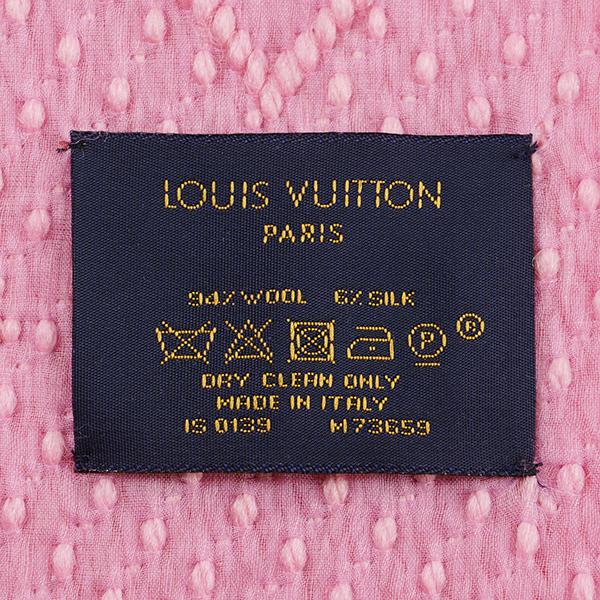 LOUIS VUITTON
PARIS
94% WOOL 6% SILK
P ®
DRY CLEAN ONLY
MADE IN ITALY
IS 0139 M73659